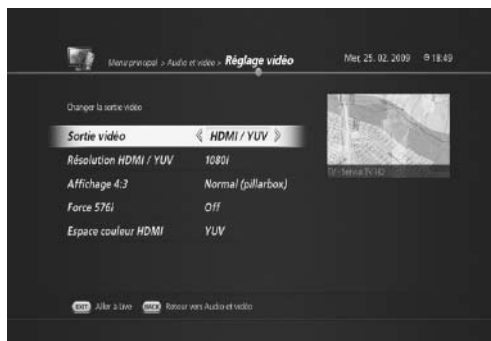 Menu principal > Audio et vidéo > Réglage vidéo
Mer, 25. 02. 2009 18:49
Changer la sortie vidéo
Sortie vidéo HDMI / YUV
Résolution HDMI / YUV 1080i
Affichage 4:3 Normal (pillarbox)
Force 576i Off
Espace couleur HDMI YUV
EXIT Aller à Live BACK Retour vers Audio et vidéo